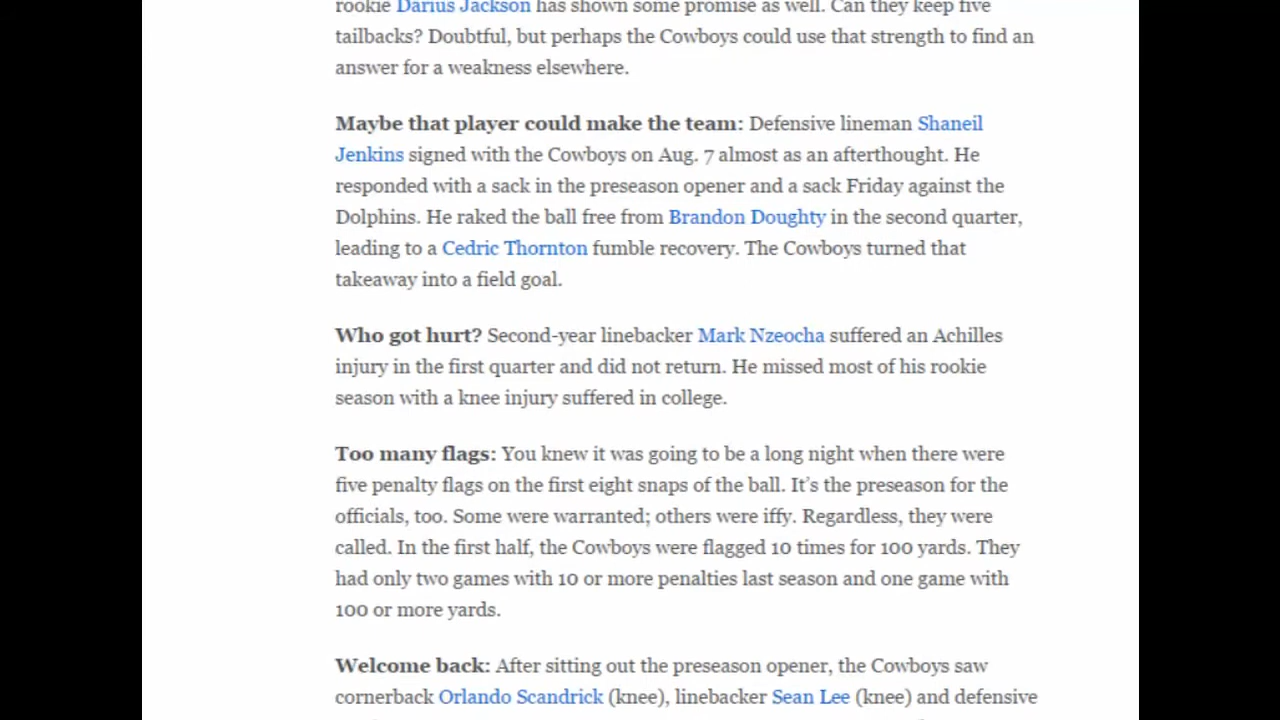 rookie Darius Jackson has shown some promise as well. Can they keep five
tailbacks? Doubtful, but perhaps the Cowboys could use that strength to find an
answer for a weakness elsewhere.
Maybe that player could make the team: Defensive lineman Shaneil
Jenkins signed with the Cowboys on Aug. 7 almost as an afterthought. He
responded with a sack in the preseason opener and a sack Friday against the
Dolphins. He raked the ball free from Brandon Doughty in the second quarter,
leading to a Cedric Thornton fumble recovery. The Cowboys turned that
takeaway into a field goal.
Who got hurt? Second-year linebacker Mark Nzeocha suffered an Achilles
injury in the first quarter and did not return. He missed most of his rookie
season with a knee injury suffered in college.
Too many flags: You knew it was going to be a long night when there were
five penalty flags on the first eight snaps of the ball. It's the preseason for the
officials, too. Some were warranted; others were iffy. Regardless, they were
called. In the first half, the Cowboys were flagged 10 times for 100 yards. They
had only two games with 10 or more penalties last season and one game with
100 or more yards.
Welcome back: After sitting out the preseason opener, the Cowboys saw
cornerback Orlando Scandrick (knee), linebacker Sean Lee (knee) and defensive